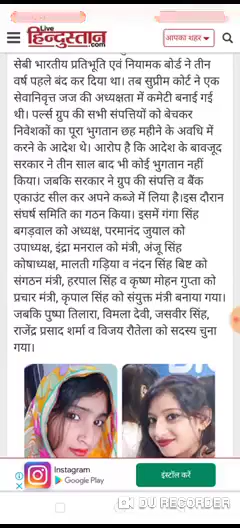 Live
हिन्दुस्तान
.com
आपका शहर
सेबी भारतीय प्रतिभूति एवं नियामक बोर्ड ने तीन
वर्ष पहले बंद कर दिया था। तब सुप्रीम कोर्ट ने एक
सेवानिवृत्त जज की अध्यक्षता में कमेटी बनाई गई
थी। पर्ल्स ग्रुप की सभी संपत्तियों को बेचकर
निवेशकों का पूरा भुगतान छह महीने के अवधि में
करने के आदेश थे। आरोप है कि आदेश के बावजूद
सरकार ने तीन साल बाद भी कोई भुगतान नहीं
किया। जबकि सरकार ने ग्रुप की संपत्ति व बैंक
एकाउंट सील कर अपने कब्जे में लिया है।इस दौरान
संघर्ष समिति का गठन किया। इसमें गंगा सिंह
बगड़वाल को अध्यक्ष, परमानंद जुयाल को
उपाध्यक्ष, इंद्रा मनराल को मंत्री, अंजू सिंह
कोषाध्यक्ष, मालती गड़िया व नंदन सिंह बिष्ट को
संगठन मंत्री, हरपाल सिंह व कृष्ण मोहन गुप्ता को
प्रचार मंत्री, कृपाल सिंह को संयुक्त मंत्री बनाया गया।
जबकि पुष्पा तिलारा, विमला देवी, जसवीर सिंह,
राजेंद्र प्रसाद शर्मा व विजय रौतेला को सदस्य चुना
गया।
Instagram
Google Play
इंस्टॉल करें
DU RECORDER